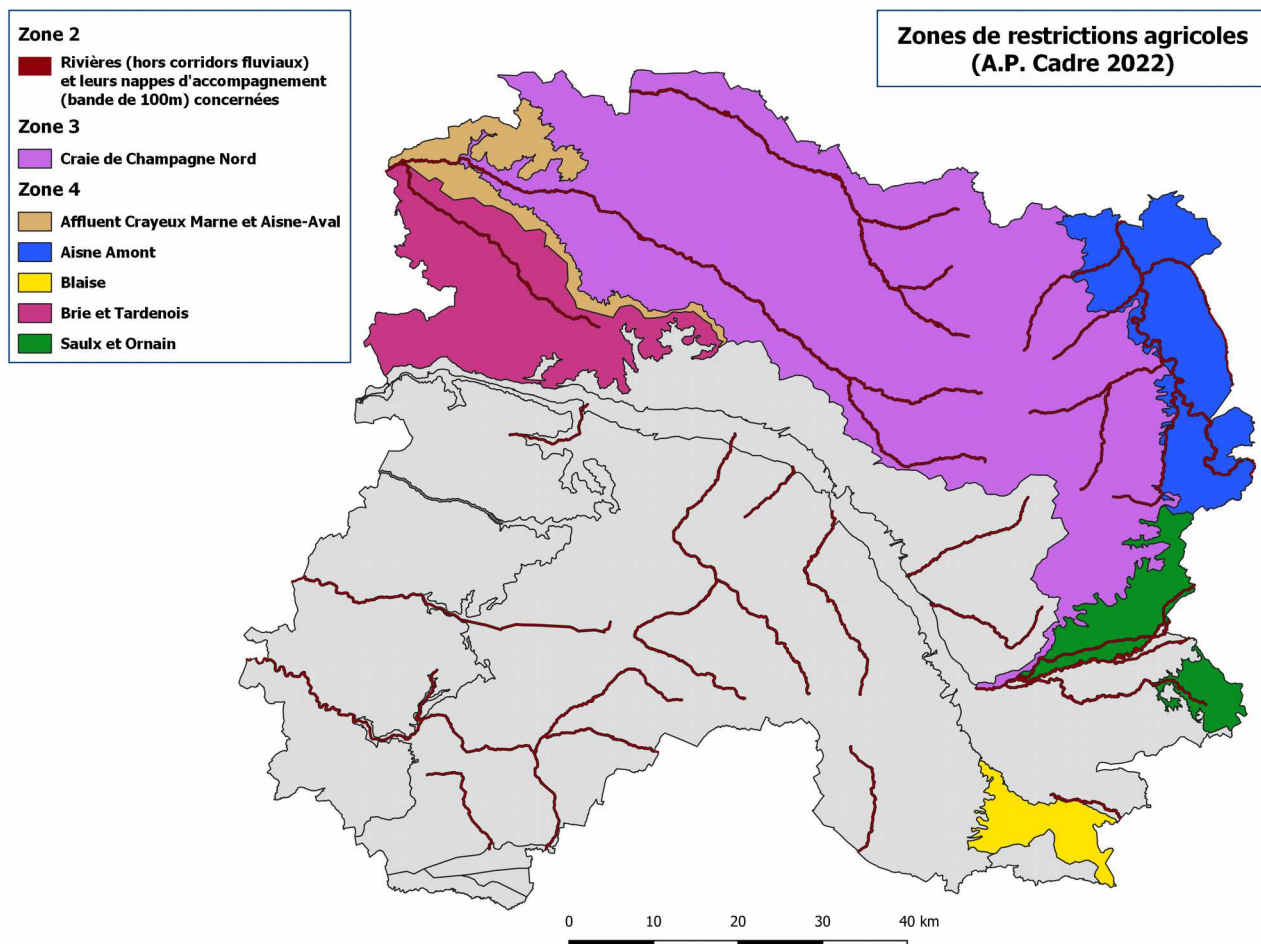 Zone 2
Rivières (hors corridors fluviaux)
et leurs nappes d'accompagnement
(bande de 100m) concernées
Zone 3
Craie de Champagne Nord
Zone 4
Affluent Crayeux Marne et Aisne-Aval
Aisne Amont
Blaise
Brie et Tardenois
Saulx et Ornain
Zones de restrictions agricoles
(A.P. Cadre 2022)
0 10 20 30 40 km